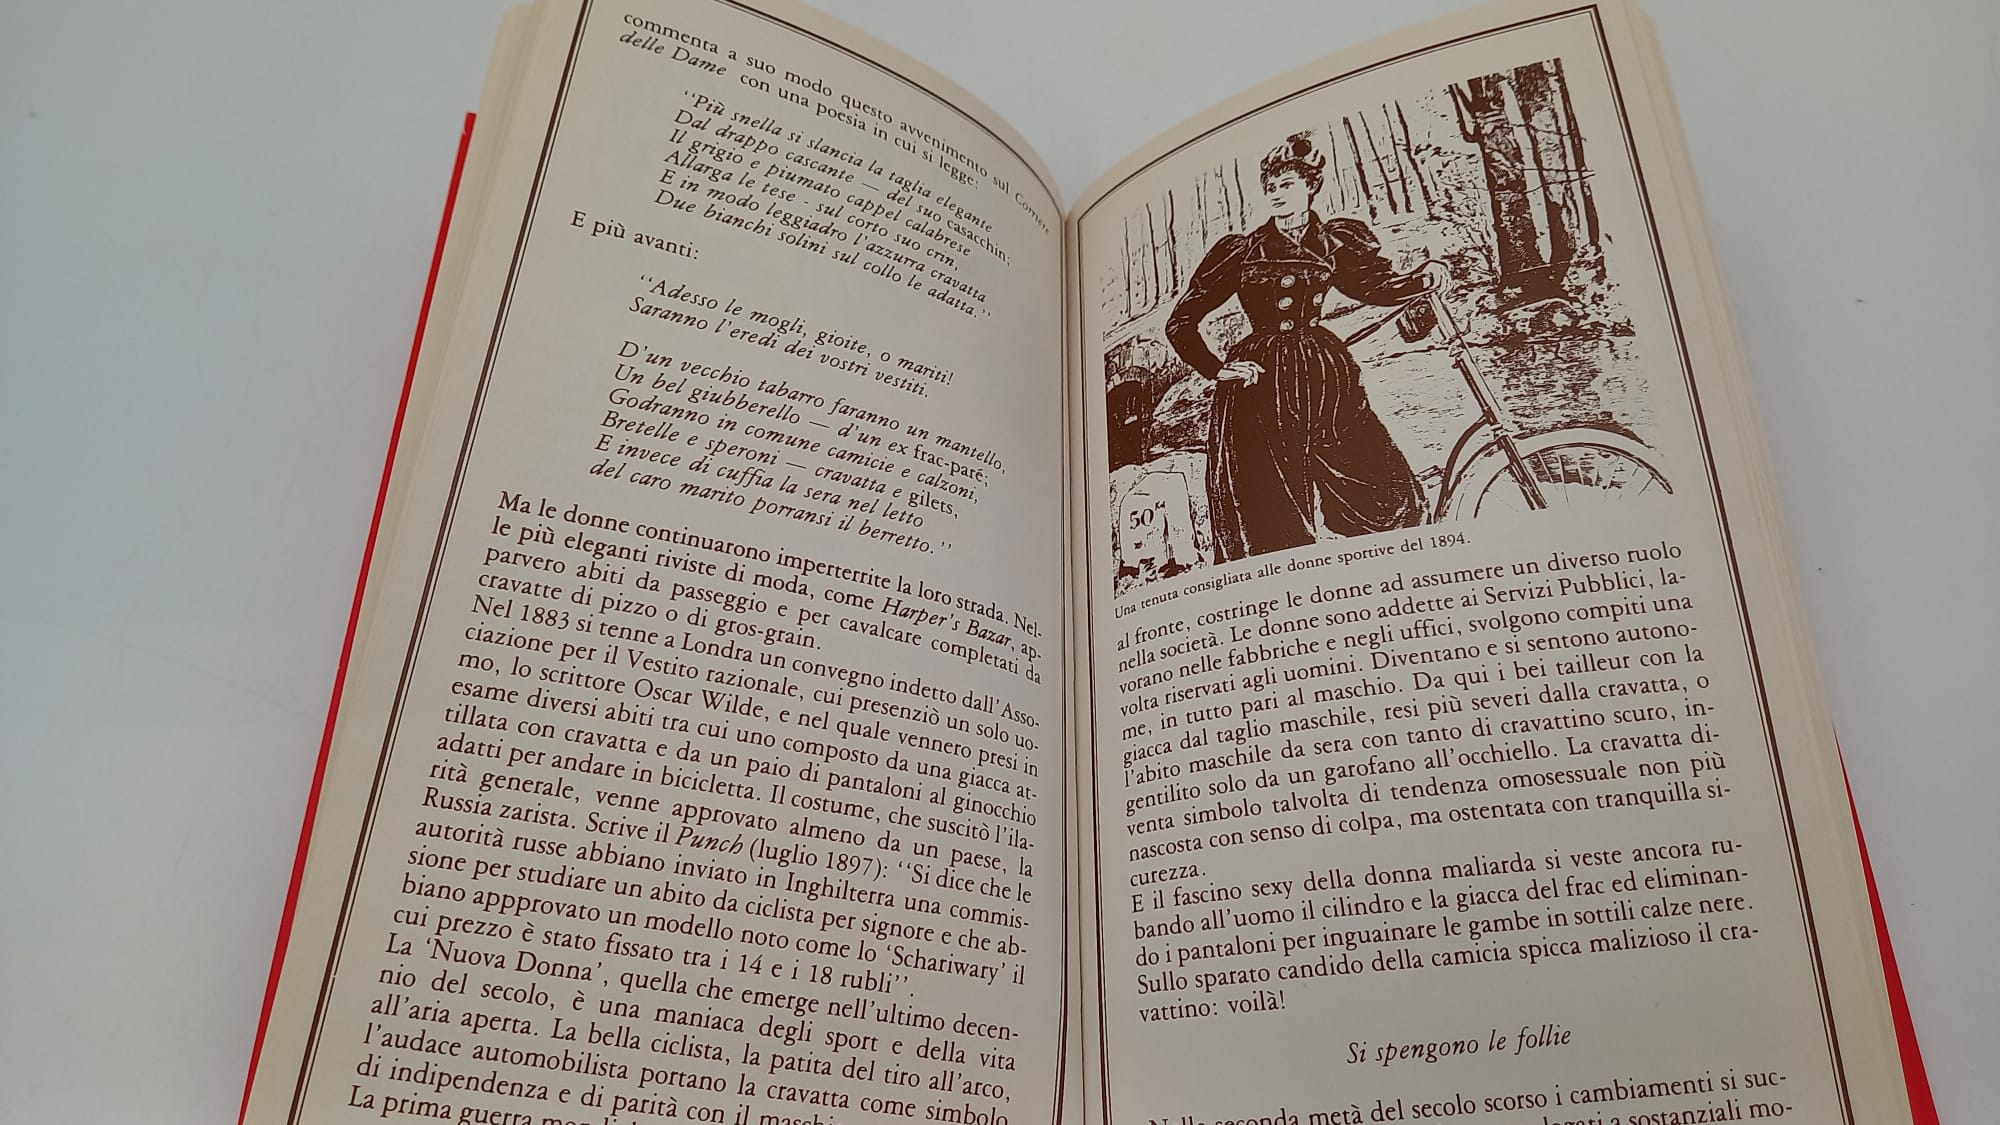 commenta a suo modo questo avvenimento sul Corriere
delle Dame con una poesia in cui si legge:
‘‘Più snella si slancia la taglia elegante
Dal drappo cascante — del suo casacchin;
Il grigio e piumato cappel calabrese
Allarga le tese - sul corto suo crin,
E in modo leggiadro l'azzurra cravatta
Due bianchi solini sul collo le adatta.’’
E più avanti:
‘‘Adesso le mogli, gioite, o mariti!
Saranno l'eredi dei vostri vestiti.
D'un vecchio tabarro faranno un mantello,
Un bel giubberello — d'un ex frac-paré;
Godranno in comune camicie e calzoni,
Bretelle e speroni — cravatta e gilets,
E invece di cuffia la sera nel letto
del caro marito porransi il berretto.’’
Ma le donne continuarono imperterrite la loro strada. Nel-
le più eleganti riviste di moda, come Harper's Bazar, ap-
parvero abiti da passeggio e per cavalcare completati da
cravatte di pizzo o di gros-grain.
Nel 1883 si tenne a Londra un convegno indetto dall'Asso-
ciazione per il Vestito razionale, cui presenziò un solo uo-
mo, lo scrittore Oscar Wilde, e nel quale vennero presi in
esame diversi abiti tra cui uno composto da una giacca at-
tillata con cravatta e da un paio di pantaloni al ginocchio
adatti per andare in bicicletta. Il costume, che suscitò l'ila-
rità generale, venne approvato almeno da un paese, la
Russia zarista. Scrive il Punch (luglio 1897): ‘‘Si dice che le
autorità russe abbiano inviato in Inghilterra una commis-
sione per studiare un abito da ciclista per signore e che ab-
biano appprovato un modello noto come lo ‘Schariwary’ il
cui prezzo è stato fissato tra i 14 e i 18 rubli’’.
La ‘Nuova Donna’, quella che emerge nell'ultimo decen-
nio del secolo, è una maniaca degli sport e della vita
all'aria aperta. La bella ciclista, la patita del tiro all'arco,
l'audace automobilista portano la cravatta come simbolo
di indipendenza e di parità con il
La prima guerra
50 Km
Una tenuta consigliata alle donne sportive del 1894.
al fronte, costringe le donne ad assumere un diverso ruolo
nella società. Le donne sono addette ai Servizi Pubblici, la-
vorano nelle fabbriche e negli uffici, svolgono compiti una
volta riservati agli uomini. Diventano e si sentono autono-
me, in tutto pari al maschio. Da qui i bei tailleur con la
giacca dal taglio maschile, resi più severi dalla cravatta, o
l'abito maschile da sera con tanto di cravattino scuro, in-
gentilito solo da un garofano all'occhiello. La cravatta di-
venta simbolo talvolta di tendenza omosessuale non più
nascosta con senso di colpa, ma ostentata con tranquilla si-
curezza.
E il fascino sexy della donna maliarda si veste ancora ru-
bando all'uomo il cilindro e la giacca del frac ed eliminan-
do i pantaloni per inguainare le gambe in sottili calze nere.
Sullo sparato candido della camicia spicca malizioso il cra-
vattino: voilà!
Si spengono le follie
seconda metà del secolo scorso i cambiamenti si suc-
a sostanziali mo-